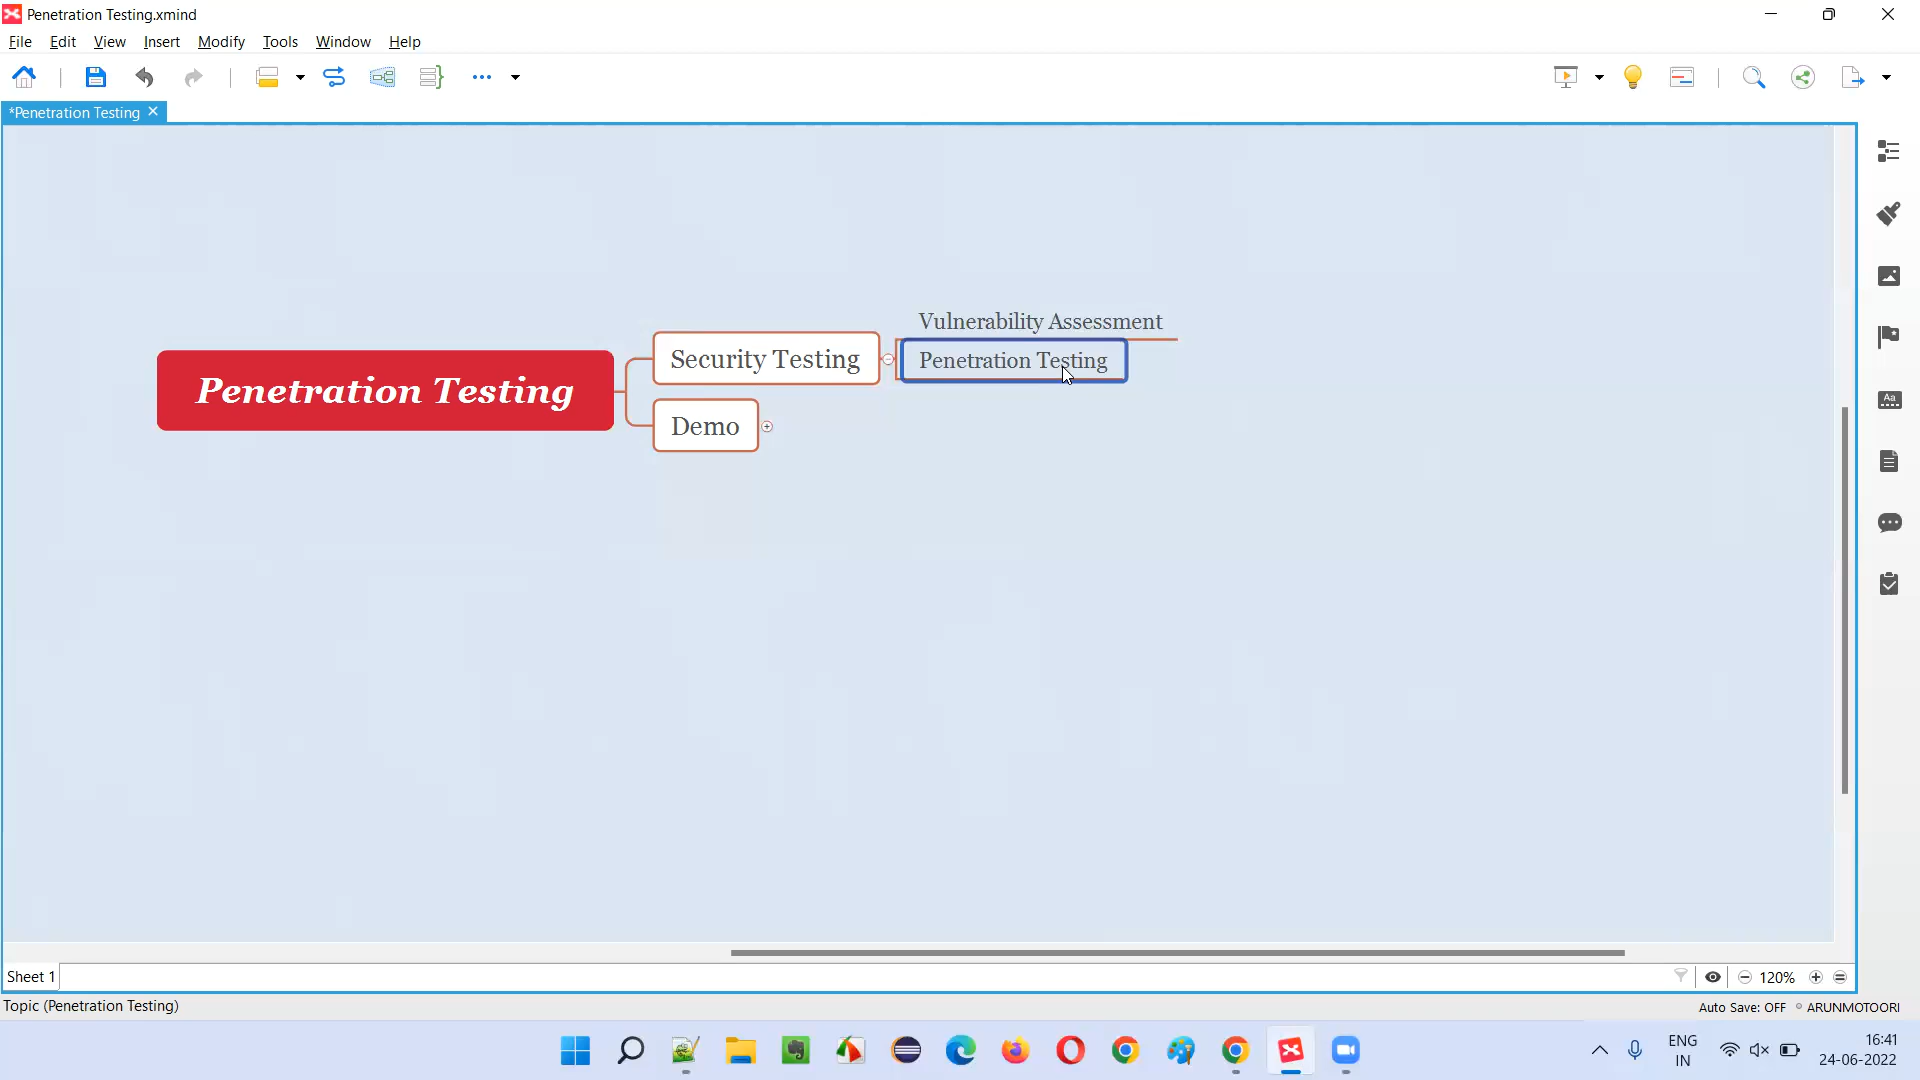 Penetration Testing.xmind
File Edit View Insert Modify Tools Window Help
*Penetration Testing
Vulnerability Assessment
Security Testing
Penetration Testing
Penetration Testing
Demo
Aa
Sheet 1
120%
Topic (Penetration Testing)
Auto Save: OFF ARUNMOTOORI
ENG
IN
16:41
24-06-2022